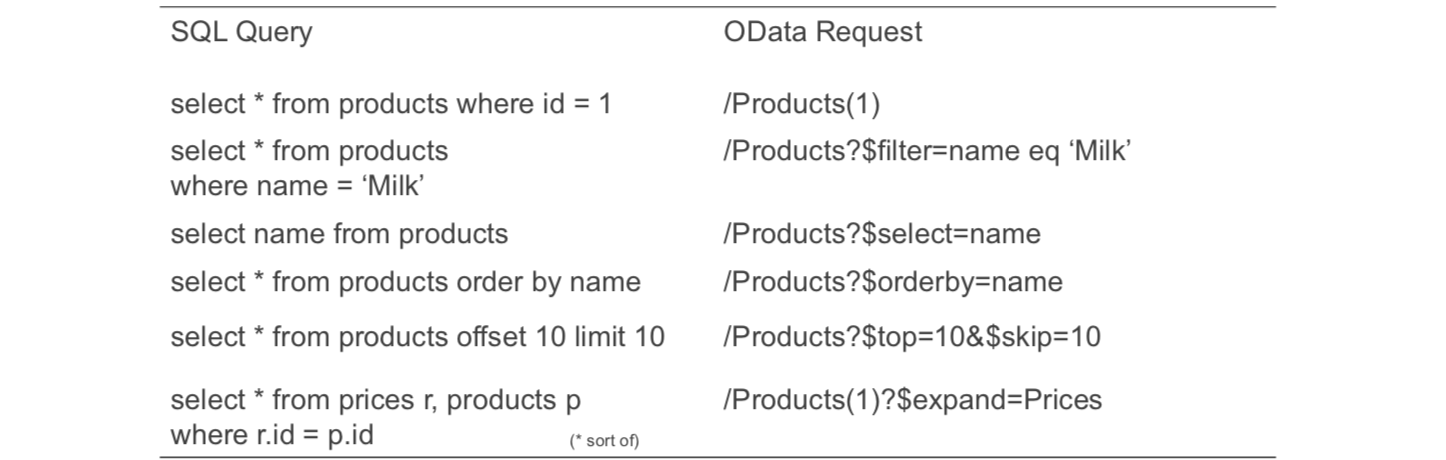 SQL Query
OData Request
select * from products where id = 1
/Products(1)
select * from products
where name = ‘Milk’
/Products?$filter=name eq ‘Milk’
select name from products
/Products?$select=name
select * from products order by name
/Products?$orderby=name
select * from products offset 10 limit 10
/Products?$top=10&$skip=10
select * from prices r, products p
where r.id = p.id
(* sort of)
/Products(1)?$expand=Prices